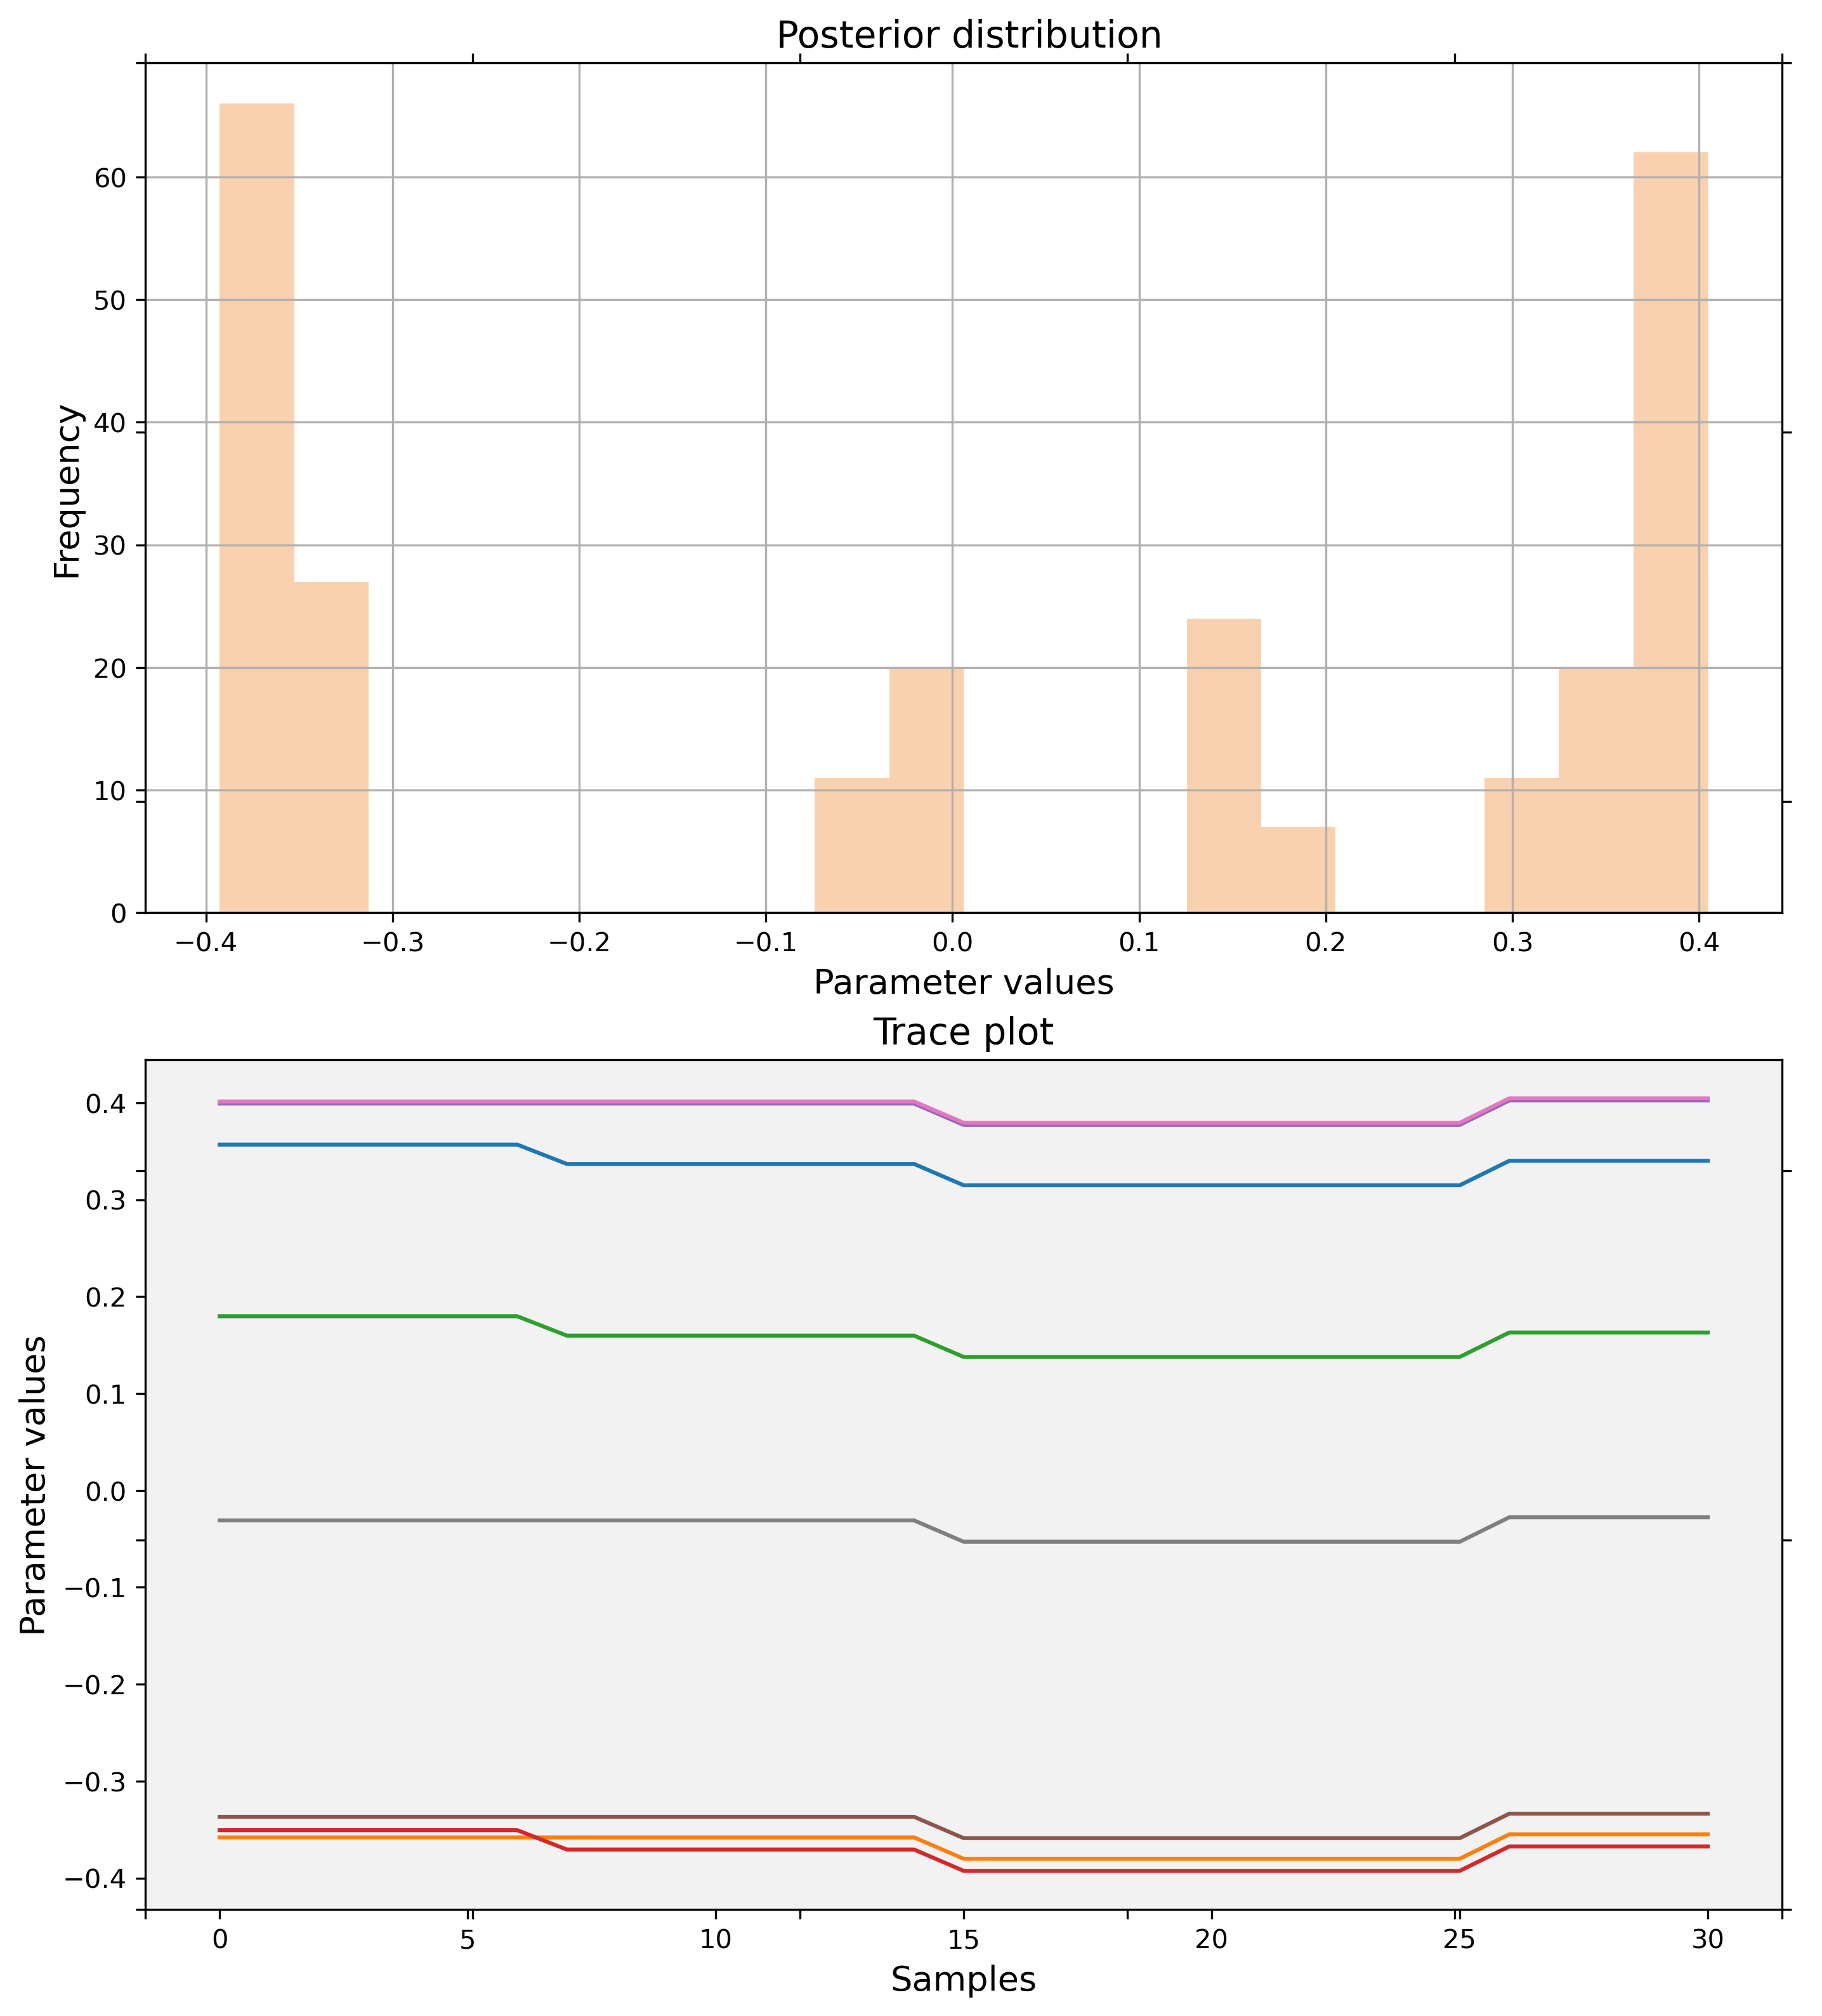 Posterior distribution
60
50
40
30
20
10
0
Frequency
−0.4 −0.3 −0.2 −0.1 0.0 0.1 0.2 0.3 0.4
Parameter values
Trace plot
0.4
0.3
0.2
0.1
0.0
−0.1
−0.2
−0.3
−0.4
Parameter values
0 5 10 15 20 25 30
Samples